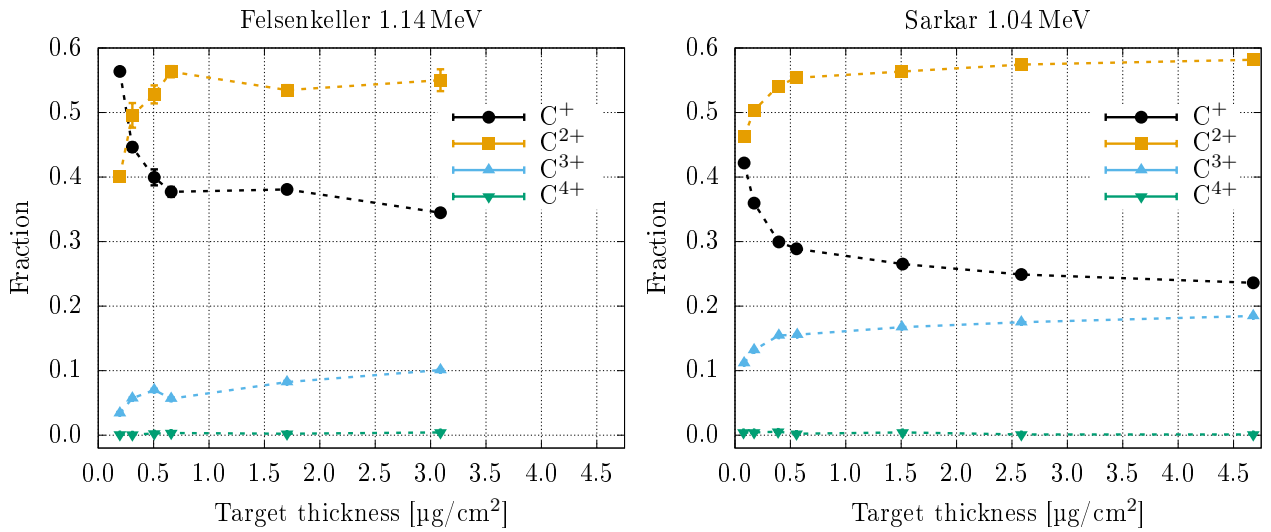 Felsenkeller 1.14 MeV
0.6
0.5
0.4
0.3
0.2
0.1
0.0
Fraction
C⁺
C²⁺
C³⁺
C⁴⁺
0.0 0.5 1.0 1.5 2.0 2.5 3.0 3.5 4.0 4.5
Target thickness [µg/cm²]
Sarkar 1.04 MeV
0.6
0.5
0.4
0.3
0.2
0.1
0.0
Fraction
C⁺
C²⁺
C³⁺
C⁴⁺
0.0 0.5 1.0 1.5 2.0 2.5 3.0 3.5 4.0 4.5
Target thickness [µg/cm²]